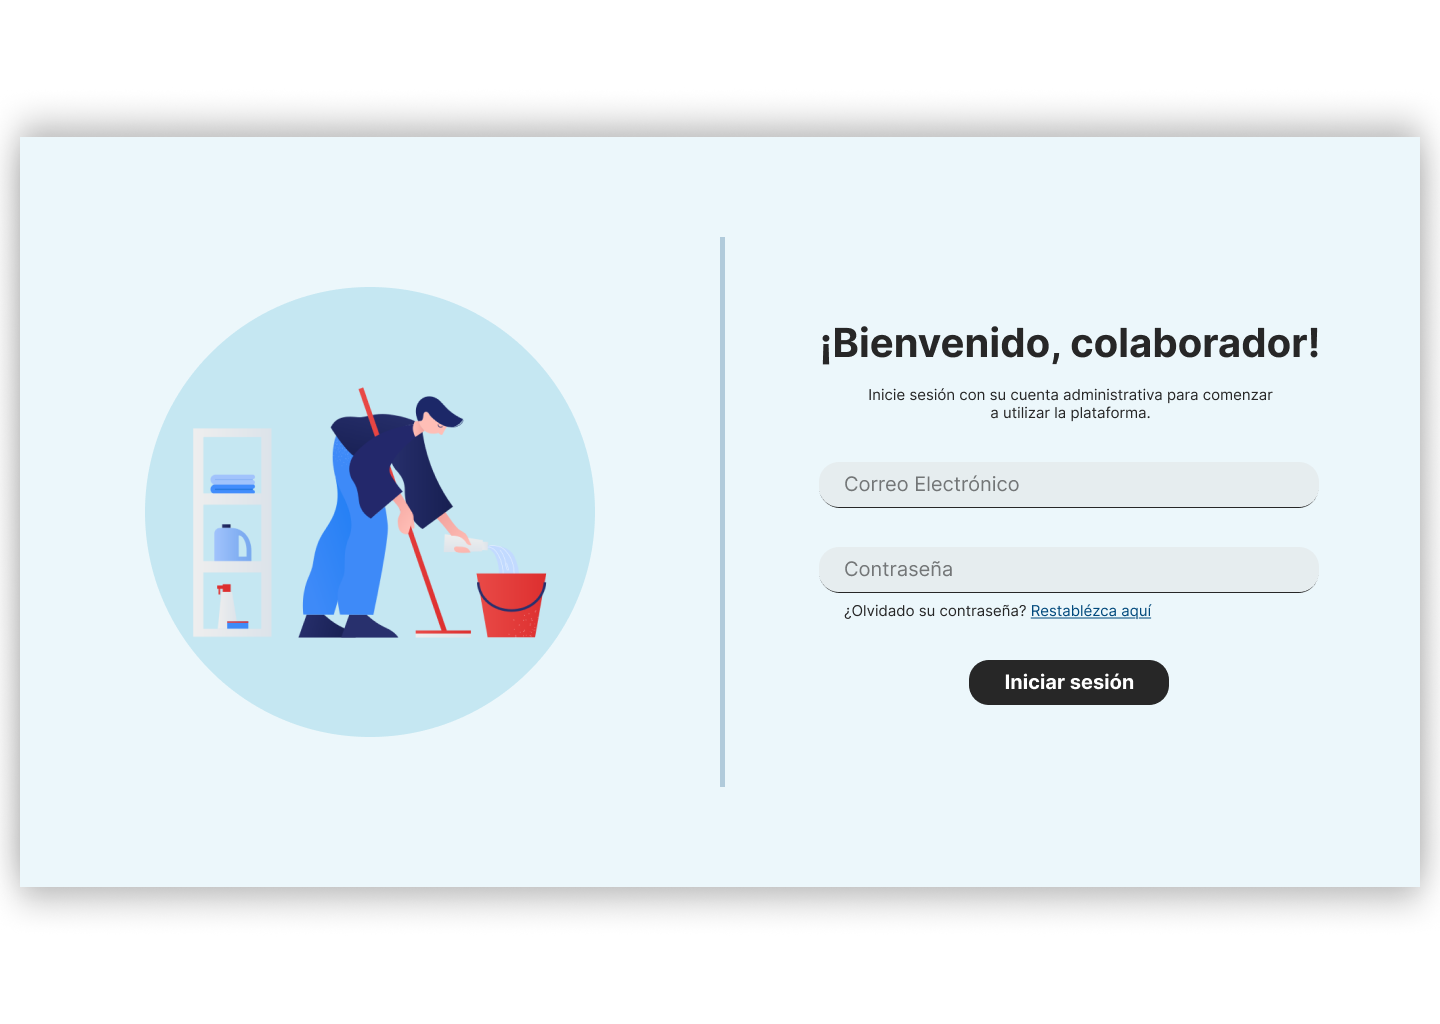 ¡Bienvenido, colaborador!
Inicie sesión con su cuenta administrativa para comenzar
a utilizar la plataforma.
Correo Electrónico
Contraseña
¿Olvidado su contraseña? Restablézca aquí
Iniciar sesión